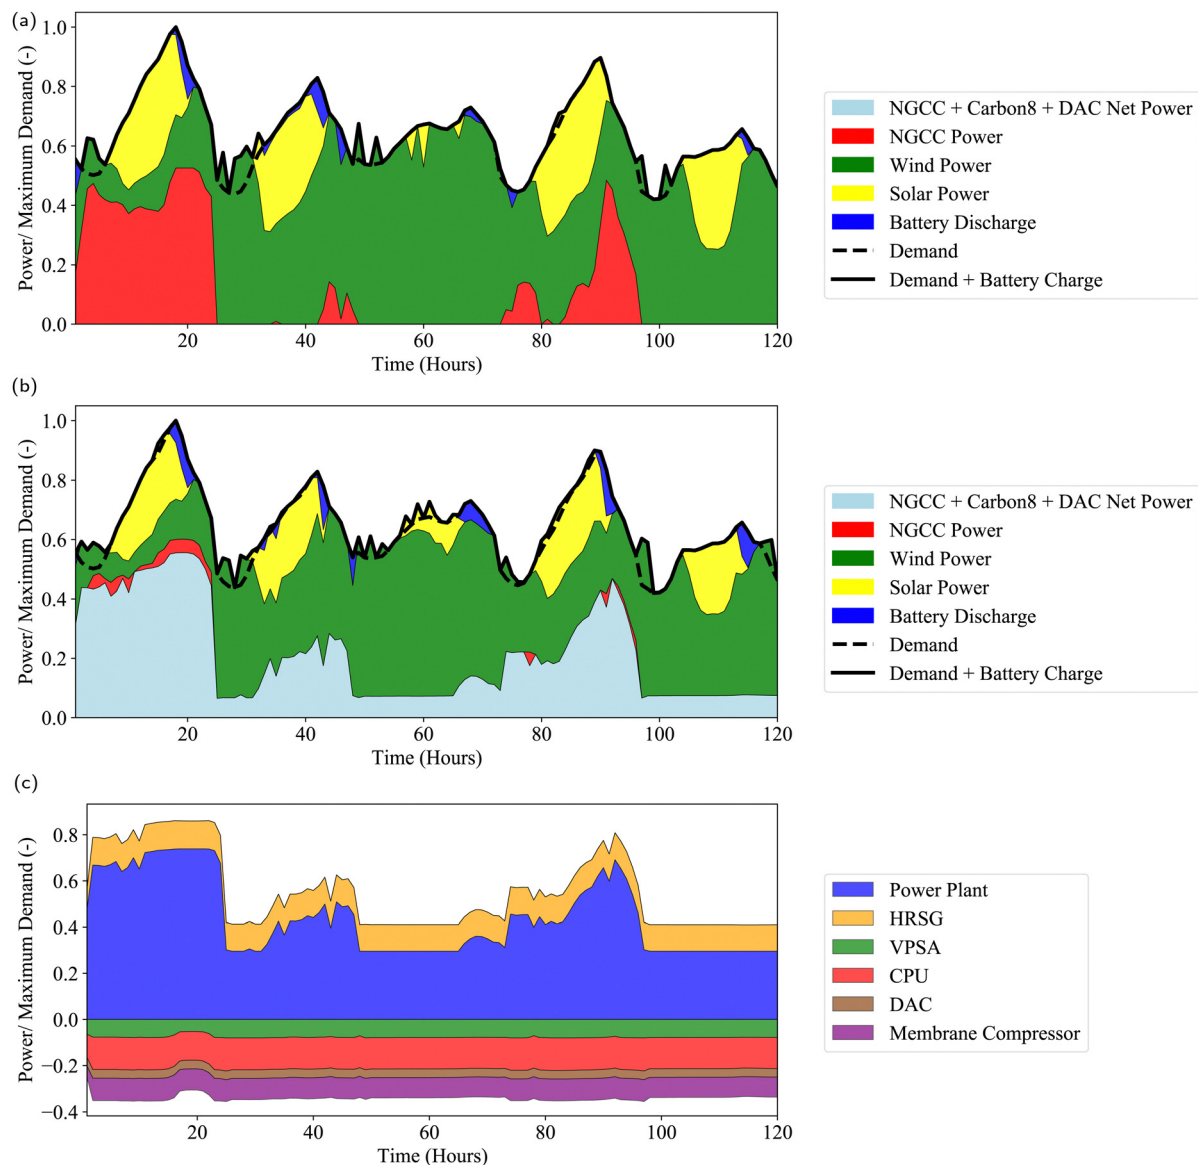 (a)
1.0
0.8
0.6
0.4
0.2
0.0
Power/ Maximum Demand (-)
20 40 60 80 100 120
Time (Hours)
NGCC + Carbon8 + DAC Net Power
NGCC Power
Wind Power
Solar Power
Battery Discharge
Demand
Demand + Battery Charge
(b)
1.0
0.8
0.6
0.4
0.2
0.0
Power/ Maximum Demand (-)
20 40 60 80 100 120
Time (Hours)
NGCC + Carbon8 + DAC Net Power
NGCC Power
Wind Power
Solar Power
Battery Discharge
Demand
Demand + Battery Charge
(c)
0.8
0.6
0.4
0.2
0.0
−0.2
−0.4
Power/ Maximum Demand (-)
20 40 60 80 100 120
Time (Hours)
Power Plant
HRSG
VPSA
CPU
DAC
Membrane Compressor